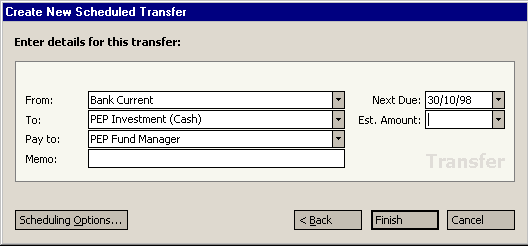 Create New Scheduled Transfer
Enter details for this transfer:
From: Bank Current Next Due: 30/10/98
To: PEP Investment (Cash) Est. Amount:
Pay to: PEP Fund Manager
Memo:
Transfer
Scheduling Options... < Back Finish Cancel